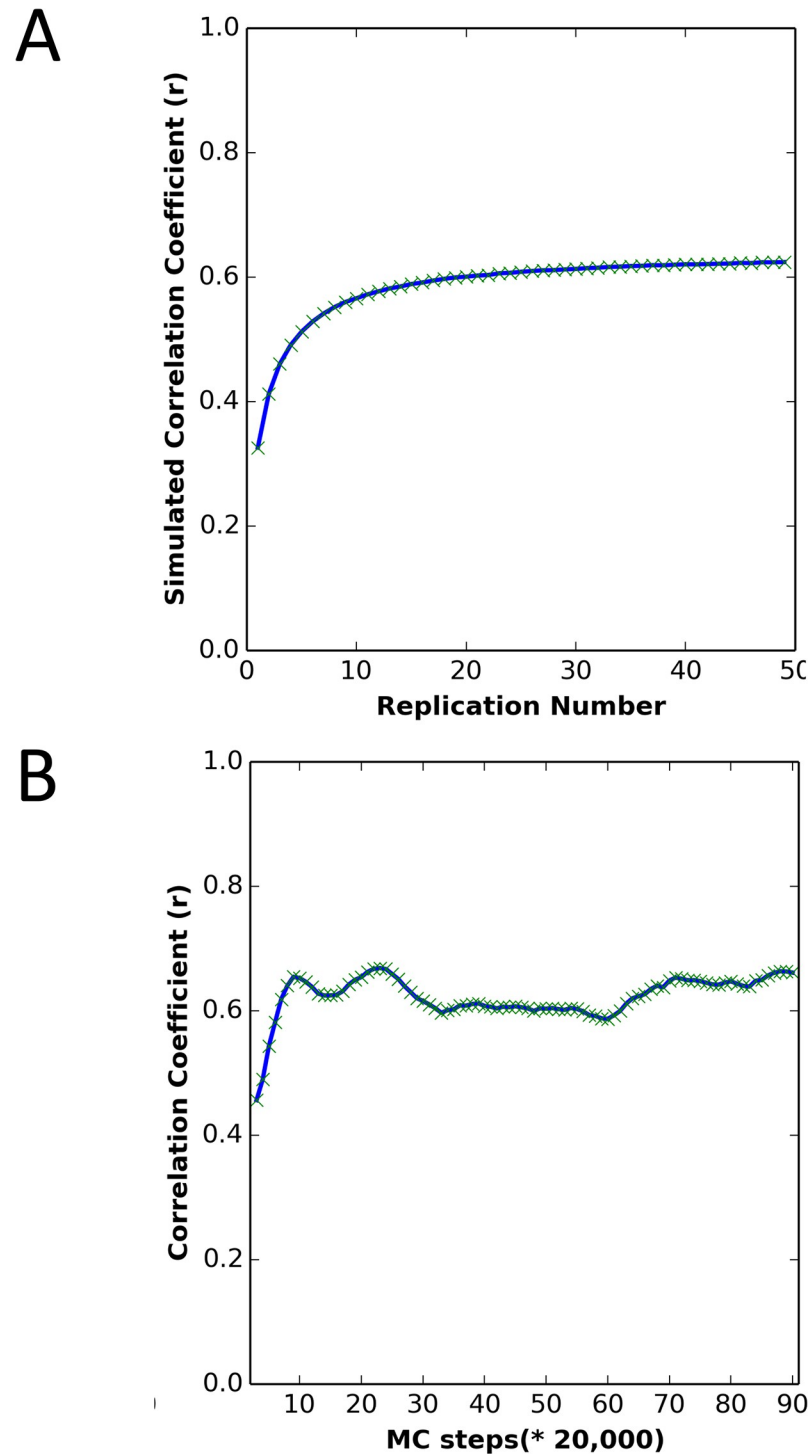 A
1.0
0.8
0.6
0.4
0.2
0.0
Simulated Correlation Coefficient (r)
0 10 20 30 40 50
Replication Number
B
1.0
0.8
0.6
0.4
0.2
0.0
Correlation Coefficient (r)
10 20 30 40 50 60 70 80 90
MC steps(* 20,000)